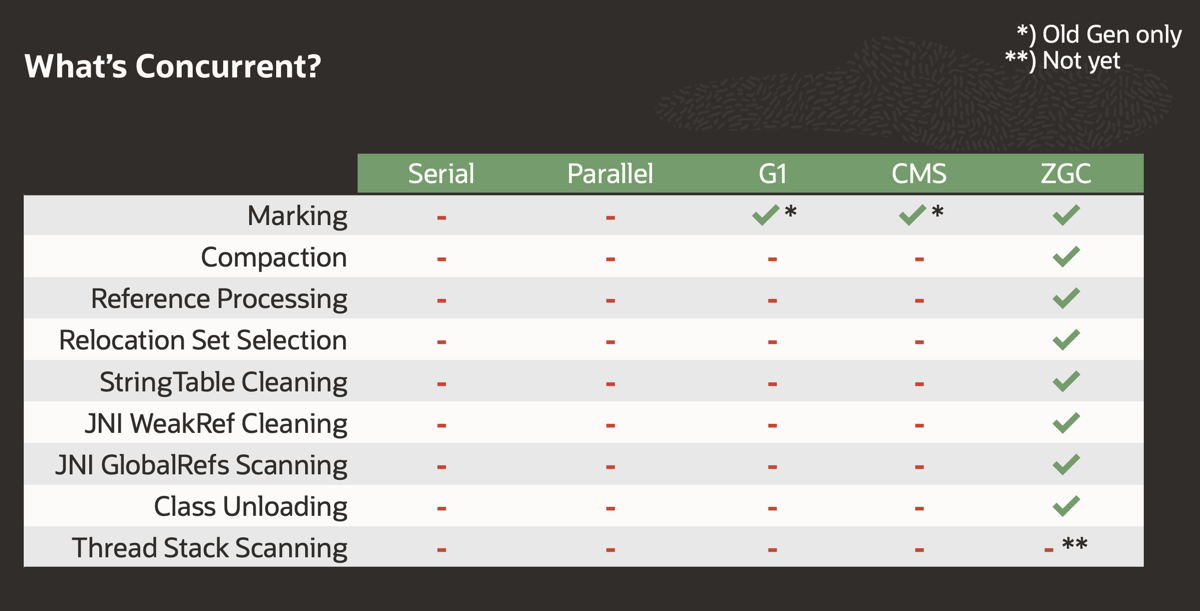 What's Concurrent?
*) Old Gen only
**) Not yet
Serial Parallel G1 CMS ZGC
Marking - - ✓* ✓* ✓
Compaction - - - - ✓
Reference Processing - - - - ✓
Relocation Set Selection - - - - ✓
StringTable Cleaning - - - - ✓
JNI WeakRef Cleaning - - - - ✓
JNI GlobalRefs Scanning - - - - ✓
Class Unloading - - - - ✓
Thread Stack Scanning - - - - -**